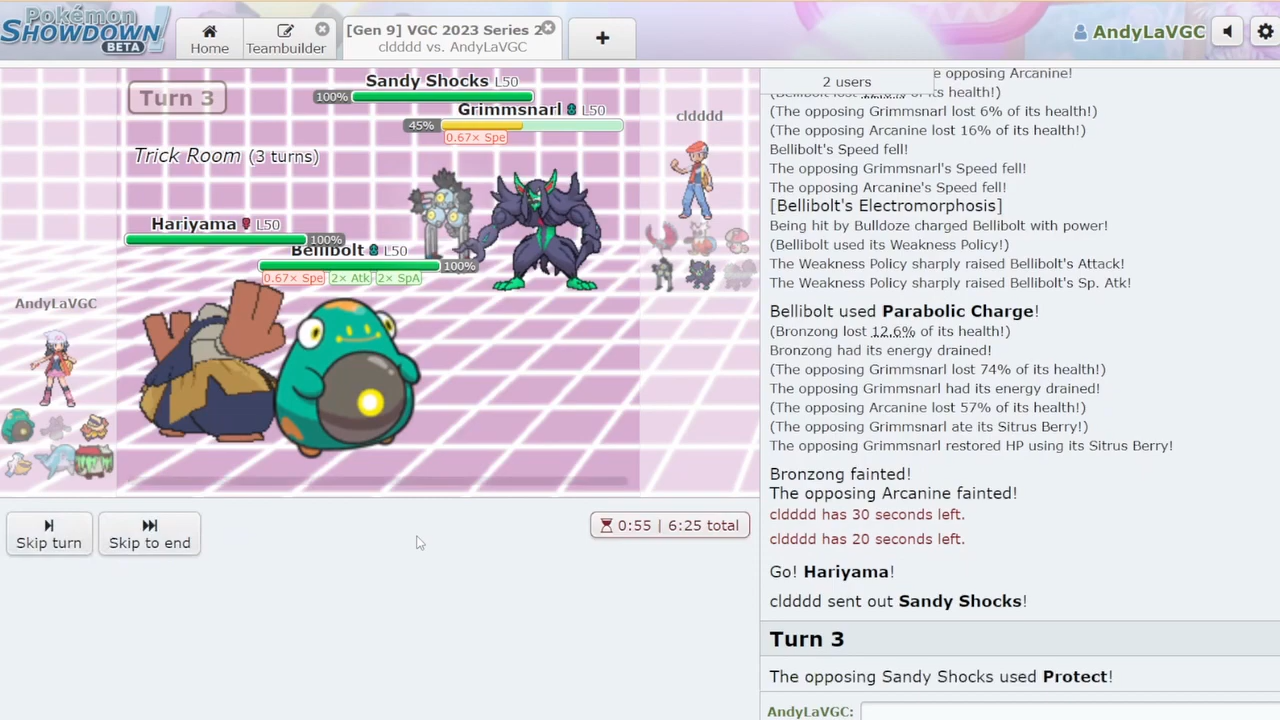 Pokémon
SHOWDOWN!
BETA
Home
Teambuilder
[Gen 9] VGC 2023 Series 2
cldddd vs. AndyLaVGC
+
AndyLaVGC
Turn 3
Sandy Shocks L50
100%
Grimmsnarl L50
45%
0.67× Spe
Trick Room (3 turns)
Hariyama L50
100%
Bellibolt L50
100%
0.67× Spe 2× Atk 2× SpA
cldddd
AndyLaVGC
Skip turn
Skip to end
0:55 | 6:25 total
2 users
e opposing Arcanine!
its health!)
(The opposing Grimmsnarl lost 6% of its health!)
(The opposing Arcanine lost 16% of its health!)
Bellibolt's Speed fell!
The opposing Grimmsnarl's Speed fell!
The opposing Arcanine's Speed fell!
[Bellibolt's Electromorphosis]
Being hit by Bulldoze charged Bellibolt with power!
(Bellibolt used its Weakness Policy!)
The Weakness Policy sharply raised Bellibolt's Attack!
The Weakness Policy sharply raised Bellibolt's Sp. Atk!
Bellibolt used Parabolic Charge!
(Bronzong lost 12.6% of its health!)
Bronzong had its energy drained!
(The opposing Grimmsnarl lost 74% of its health!)
The opposing Grimmsnarl had its energy drained!
(The opposing Arcanine lost 57% of its health!)
(The opposing Grimmsnarl ate its Sitrus Berry!)
The opposing Grimmsnarl restored HP using its Sitrus Berry!
Bronzong fainted!
The opposing Arcanine fainted!
cldddd has 30 seconds left.
cldddd has 20 seconds left.
Go! Hariyama!
cldddd sent out Sandy Shocks!
Turn 3
The opposing Sandy Shocks used Protect!
AndyLaVGC: